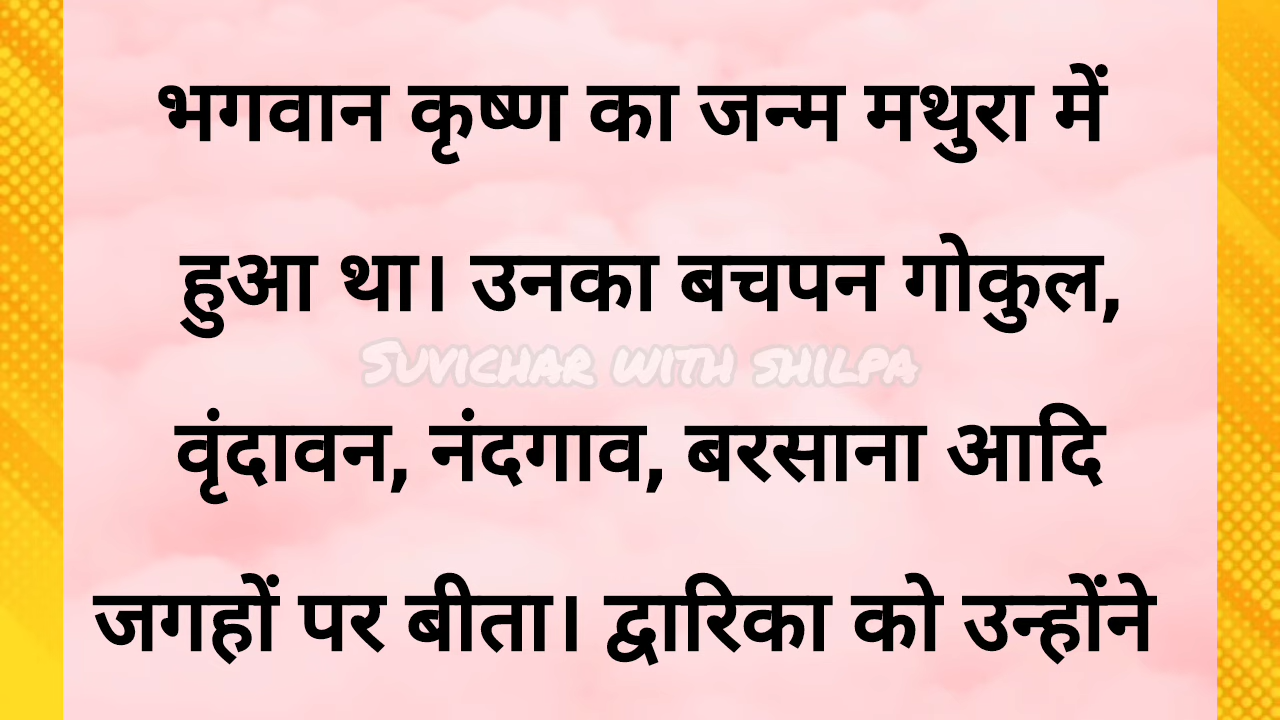 भगवान कृष्ण का जन्म मथुरा में
हुआ था। उनका बचपन गोकुल,
Suvichar with shilpa
वृंदावन, नंदगाव, बरसाना आदि
जगहों पर बीता। द्वारिका को उन्होंने